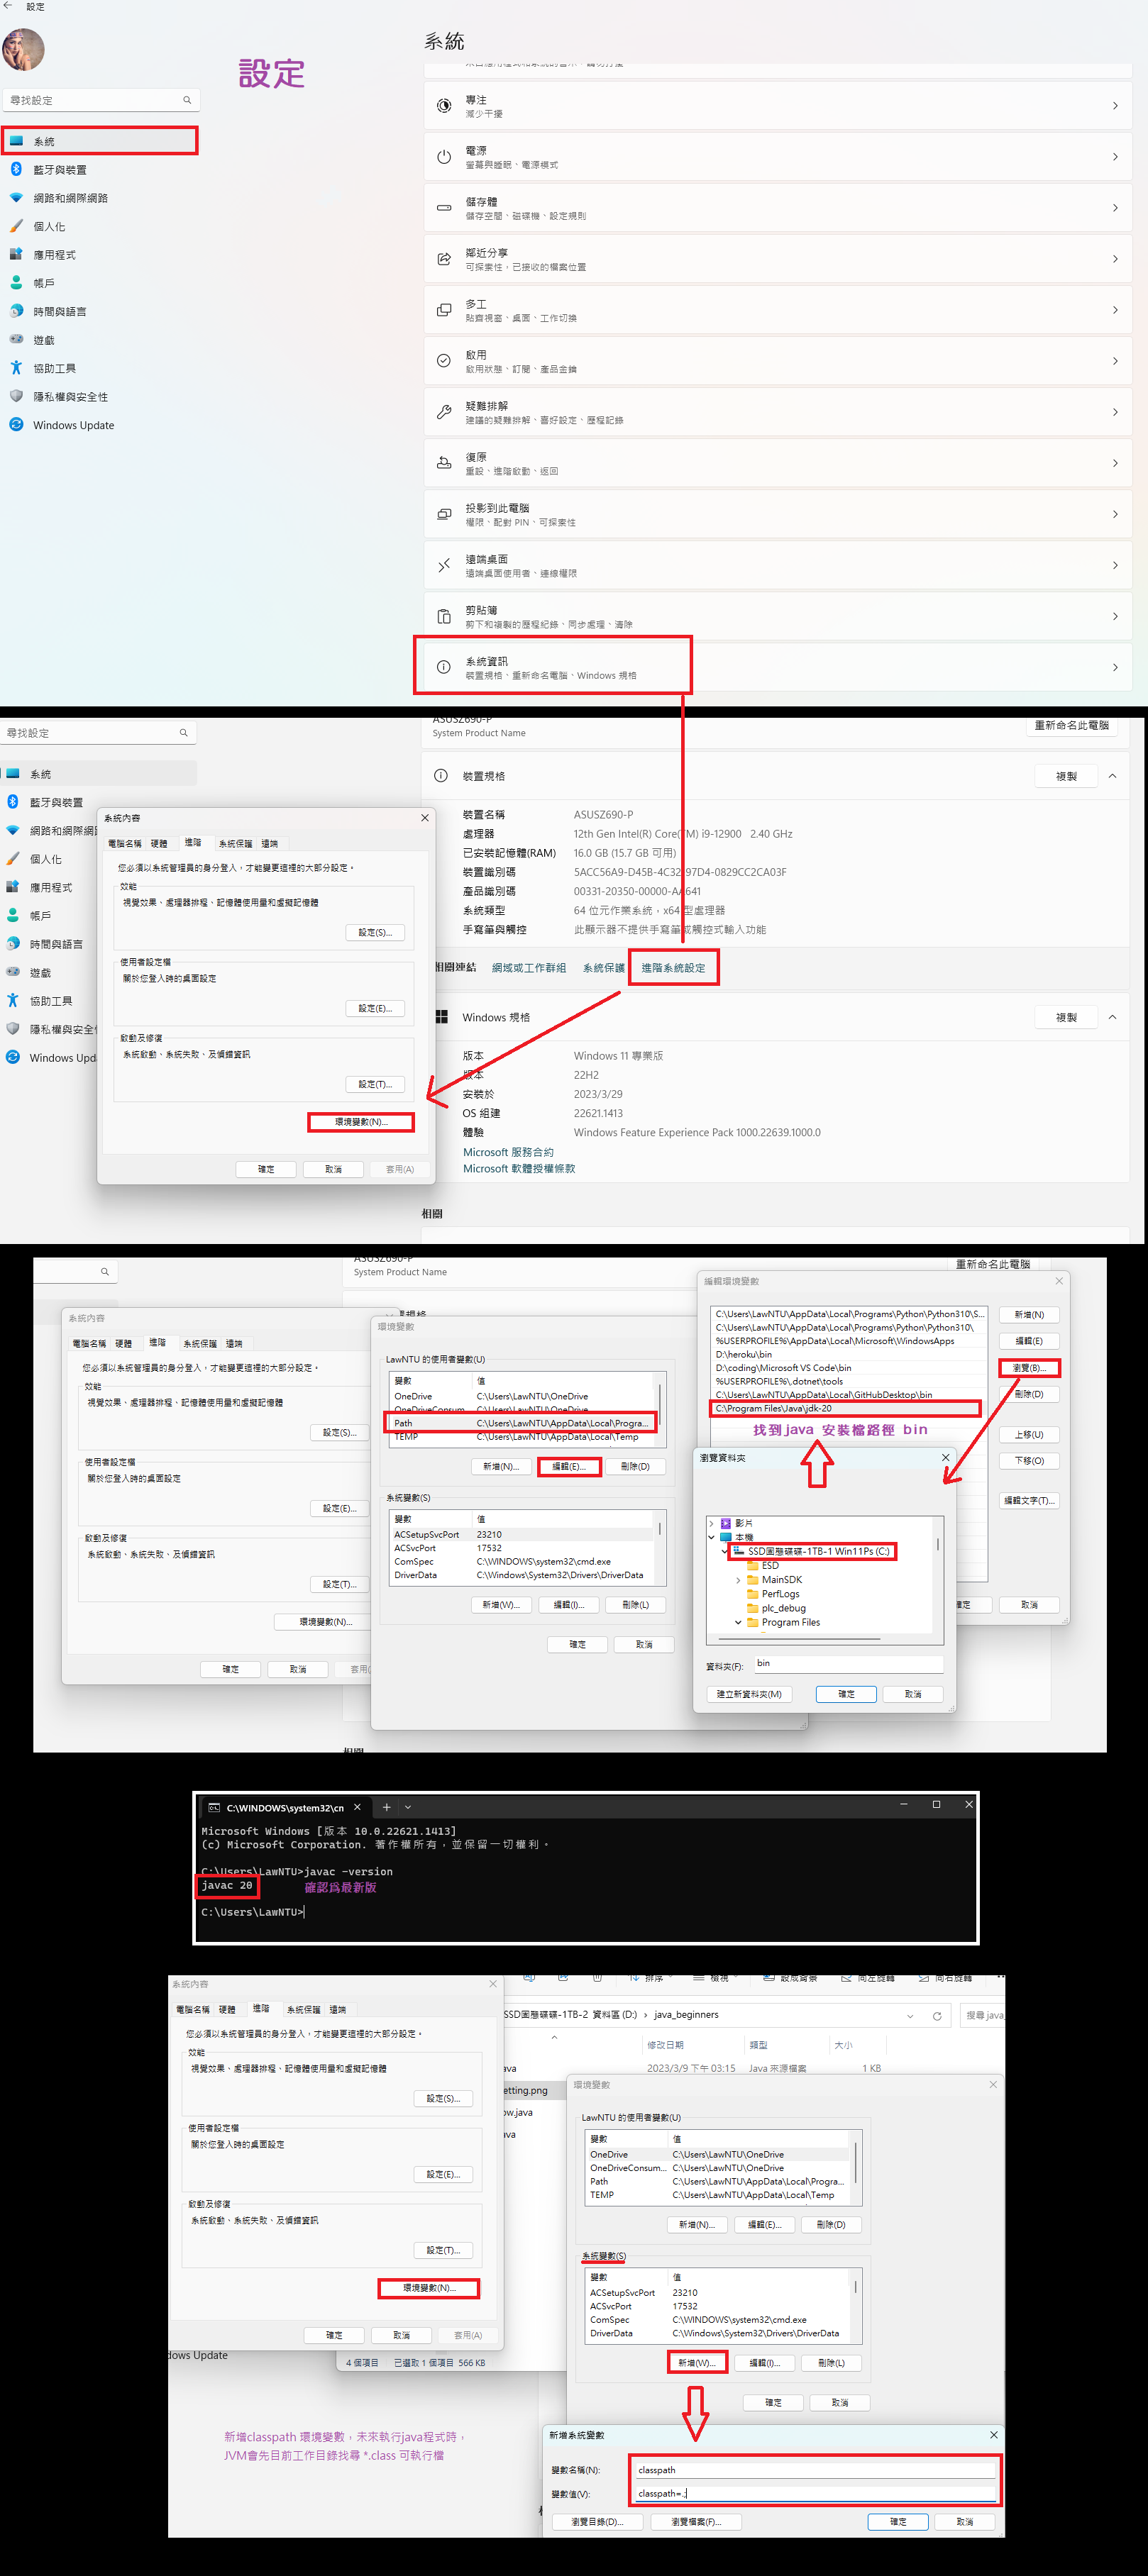 設定
設定
系統
尋找設定
系統
藍牙與裝置
網路和網際網路
個人化
應用程式
帳戶
時間與語言
遊戲
協助工具
隱私權與安全性
Windows Update
專注
減少干擾
電源
螢幕與睡眠、電源模式
儲存體
儲存空間、磁碟機、設定規則
鄰近分享
可探索性，已接收的檔案位置
多工
貼齊視窗、桌面、工作切換
啟用
啟用狀態、訂閱、產品金鑰
疑難排解
建議的疑難排解、喜好設定、歷程記錄
復原
重設、進階啟動、返回
投影到此電腦
權限、配對 PIN、可探索性
遠端桌面
遠端桌面使用者、連線權限
剪貼簿
剪下和複製的歷程紀錄、同步處理、清除
系統資訊
裝置規格、重新命名電腦、Windows 規格
尋找設定
系統
藍牙與裝置
網路和網際網
個人化
應用程式
帳戶
時間與語言
遊戲
協助工具
隱私權與安全
Windows Upd
ASUSZ690-P
System Product Name
重新命名此電腦
裝置規格
複製
裝置名稱 ASUSZ690-P
處理器 12th Gen Intel(R) Core(TM) i9-12900 2.40 GHz
已安裝記憶體(RAM) 16.0 GB (15.7 GB 可用)
裝置識別碼
產品識別碼
系統類型 64 位元作業系統，x64 型處理器
手寫筆與觸控 此顯示器不提供手寫筆或觸控式輸入功能
相關連結 網域或工作群組 系統保護 進階系統設定
Windows 規格
複製
版本 Windows 11 專業版
版本 22H2
安裝於 2023/3/29
OS 組建 22621.1413
體驗 Windows Feature Experience Pack 1000.22639.1000.0
Microsoft 服務合約
Microsoft 軟體授權條款
相關
系統內容
電腦名稱 硬體 進階 系統保護 遠端
您必須以系統管理員的身分登入，才能變更這裡的大部分設定。
效能
視覺效果、處理器排程、記憶體使用量和虛擬記憶體
設定(S)...
使用者設定檔
關於您登入時的桌面設定
設定(E)...
啟動及修復
系統啟動、系統失敗、及偵錯資訊
設定(T)...
環境變數(N)...
確定 取消 套用(A)
ASUSZ690-P
System Product Name
重新命名此電腦
系統內容
電腦名稱 硬體 進階 系統保護 遠端
您必須以系統管理員的身分登入，才能變更這裡的大部分設定。
效能
視覺效果、處理器排程、記憶體使用量和虛擬記憶體
設定(S)...
使用者設定檔
關於您登入時的桌面設定
設定(E)...
啟動及修復
系統啟動、系統失敗、及偵錯資訊
設定(T)...
環境變數(N)...
確定 取消
環境變數
LawNTU 的使用者變數(U)
變數 值
OneDrive C:\Users\LawNTU\OneDrive
OneDriveConsum... C:\Users\LawNTU\OneDrive
Path C:\Users\LawNTU\AppData\Local\Progra...
TEMP C:\Users\LawNTU\AppData\Local\Temp
新增(N)... 編輯(E)... 刪除(D)
系統變數(S)
變數 值
ACSetupSvcPort 23210
ACSvcPort 17532
ComSpec C:\WINDOWS\system32\cmd.exe
DriverData C:\Windows\System32\Drivers\DriverData
新增(W)... 編輯(I)... 刪除(L)
確定 取消
編輯環境變數
C:\Users\LawNTU\AppData\Local\Programs\Python\Python310\S...
C:\Users\LawNTU\AppData\Local\Programs\Python\Python310\
%USERPROFILE%\AppData\Local\Microsoft\WindowsApps
D:\heroku\bin
D:\coding\Microsoft VS Code\bin
%USERPROFILE%\.dotnet\tools
C:\Users\LawNTU\AppData\Local\GitHubDesktop\bin
C:\Program Files\Java\jdk-20
找到java 安裝檔路徑 bin
新增(N)
編輯(E)
瀏覽(B)...
刪除(D)
上移(U)
下移(O)
編輯文字(T)...
確定 取消
瀏覽資料夾
影片
本機
SSD固態碟碟-1TB-1 Win11Ps (C:)
ESD
MainSDK
PerfLogs
plc_debug
Program Files
資料夾(F): bin
建立新資料夾(M) 確定 取消
C:\WINDOWS\system32\cn
Microsoft Windows [版本 10.0.22621.1413]
(c) Microsoft Corporation. 著作權所有，並保留一切權利。
C:\Users\LawNTU>javac -version
javac 20
確認為最新版
C:\Users\LawNTU>
系統內容
電腦名稱 硬體 進階 系統保護 遠端
您必須以系統管理員的身分登入，才能變更這裡的大部分設定。
效能
視覺效果、處理器排程、記憶體使用量和虛擬記憶體
設定(S)...
使用者設定檔
關於您登入時的桌面設定
設定(E)...
啟動及修復
系統啟動、系統失敗、及偵錯資訊
設定(T)...
環境變數(N)...
確定 取消 套用(A)
排序 檢視 設成背景 向左旋轉 向右旋轉
SSD固態碟碟-1TB-2 資料區 (D:) › java_beginners
搜尋 java_
修改日期 類型 大小
ava 2023/3/9 下午 03:15 Java 來源檔案 1 KB
etting.png
ow.java
ava
4 個項目 已選取 1 個項目 566 KB
dows Update
環境變數
LawNTU 的使用者變數(U)
變數 值
OneDrive C:\Users\LawNTU\OneDrive
OneDriveConsum... C:\Users\LawNTU\OneDrive
Path C:\Users\LawNTU\AppData\Local\Progra...
TEMP C:\Users\LawNTU\AppData\Local\Temp
新增(N)... 編輯(E)... 刪除(D)
系統變數(S)
變數 值
ACSetupSvcPort 23210
ACSvcPort 17532
ComSpec C:\WINDOWS\system32\cmd.exe
DriverData C:\Windows\System32\Drivers\DriverData
新增(W)... 編輯(I)... 刪除(L)
確定 取消
新增classpath 環境變數，未來執行java程式時，
JVM會先目前工作目錄找尋 *.class 可執行檔
新增系統變數
變數名稱(N): classpath
變數值(V): classpath=.;
瀏覽目錄(D)... 瀏覽檔案(F)... 確定 取消